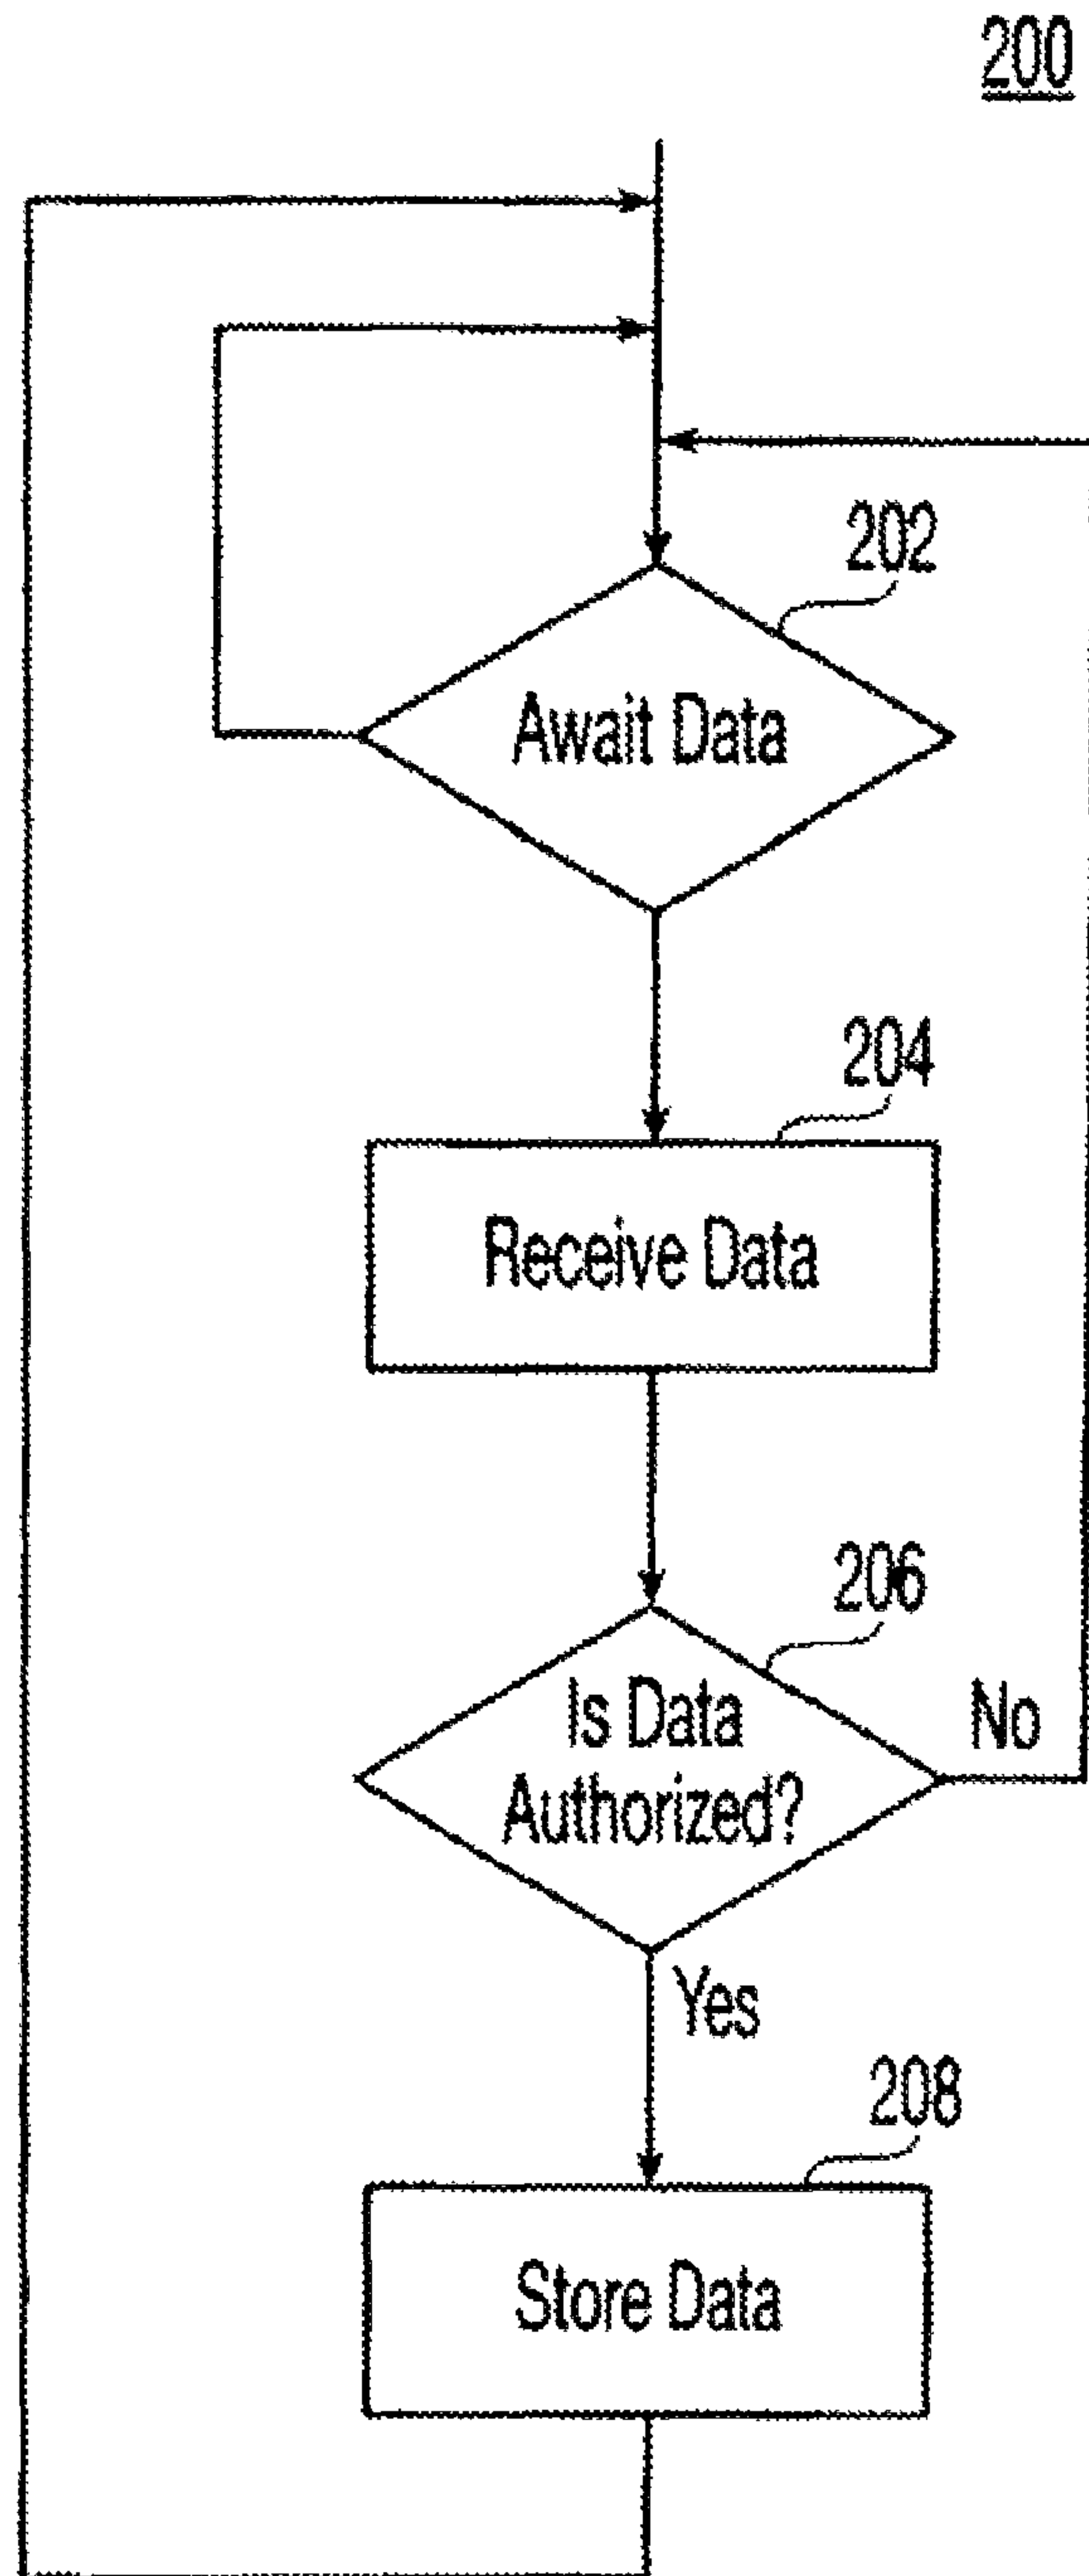 200
202
Await Data
204
Receive Data
206
Is Data
Authorized?
No
Yes
208
Store Data